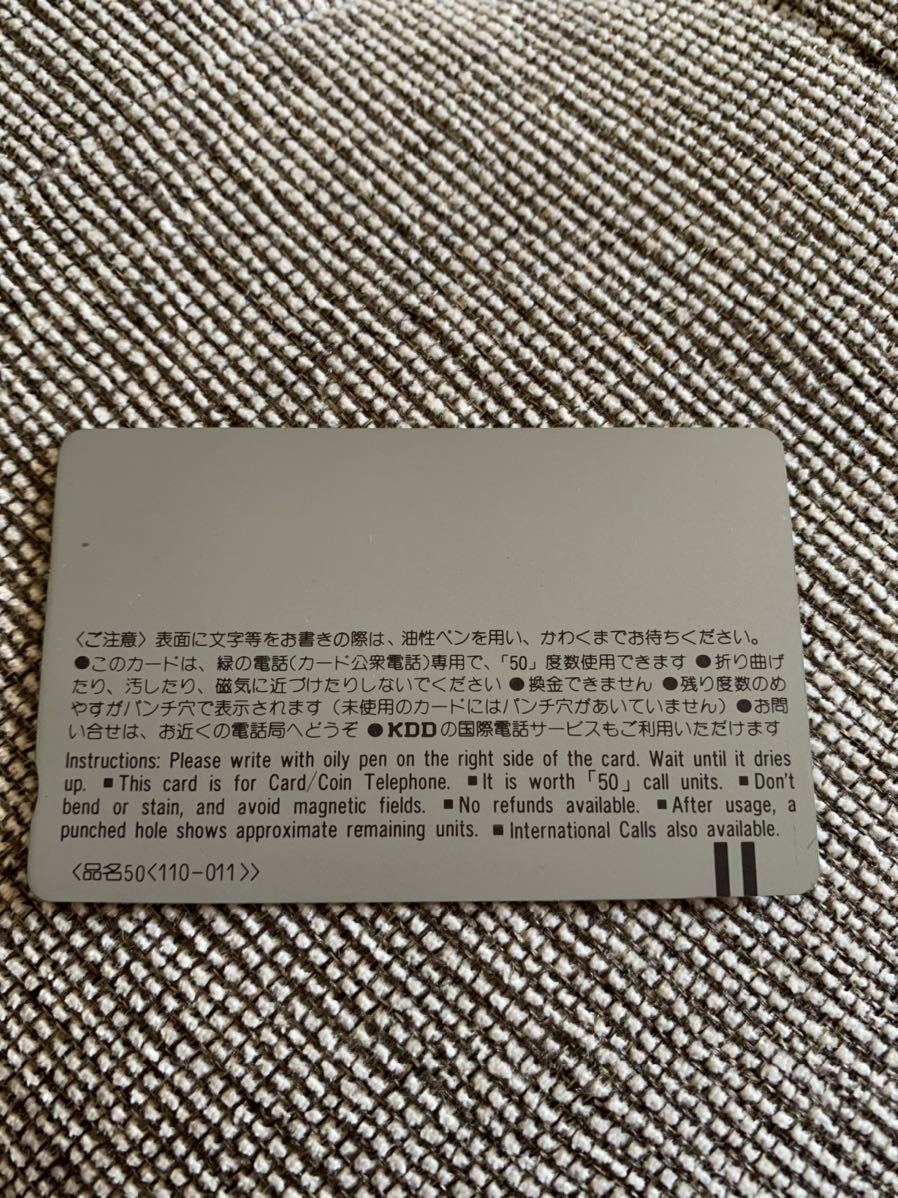 〈ご注意〉表面に文字等をお書きの際は、油性ペンを用い、かわくまでお待ちください。
●このカードは、緑の電話(カード公衆電話)専用で、「50」度数使用できます ●折り曲げ
たり、汚したり、磁気に近づけたりしないでください ●換金できません ●残り度数のめ
やすがパンチ穴で表示されます(未使用のカードにはパンチ穴があいていません) ●お問
い合せは、お近くの電話局へどうぞ ●KDDの国際電話サービスもご利用いただけます
Instructions: Please write with oily pen on the right side of the card. Wait until it dries
up. ■This card is for Card/Coin Telephone. ■It is worth「50」call units. ■Don't
bend or stain, and avoid magnetic fields. ■No refunds available. ■After usage, a
punched hole shows approximate remaining units. ■International Calls also available.
〈品名50〈110-011〉〉